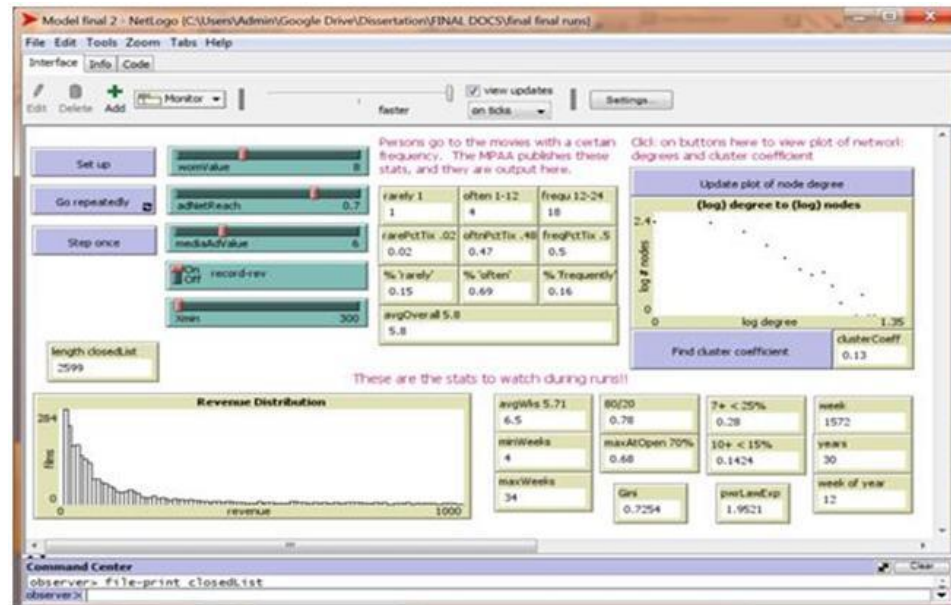 Model final 2 - NetLogo {C:\Users\Admin\Google Drive\Dissertation\FINAL DOCS\final final runs}
File Edit Tools Zoom Tabs Help
Interface Info Code
Edit Delete Add Monitor faster view updates on ticks Settings...
Persons go to the movies with a certain
frequency. The MPAA publishes these
stats, and they are output here.
Click on buttons here to view plot of network:
degrees and cluster coefficient
Set up
womValue 8
Go repeatedly
adNetReach 0.7
Step once
mediaAdValue 6
On
Off
record-rev
Xmin 300
rarely 1
1
often 1-12
4
frequ 12-24
18
rarePctTix .02
0.02
oftnPctTix .48
0.47
freqPctTix .5
0.5
% 'rarely'
0.15
% 'often'
0.69
% 'frequently'
0.16
avgOverall 5.8
5.8
Update plot of node degree
(log) degree to (log) nodes
2.4
log # nodes
0
0 log degree 1.35
Find cluster coefficient
clusterCoeff
0.13
length closedList
2599
These are the stats to watch during runs!!
Revenue Distribution
284
films
0
0 revenue 1000
avgWks 5.71
6.5
80/20
0.78
7+ < 25%
0.28
week
1572
minWeeks
4
maxAtOpen 70%
0.68
10+ < 15%
0.1424
years
30
maxWeeks
34
Gini
0.7254
pwrLawExp
1.9521
week of year
12
Command Center
Clear
observer> file-print closedList
observer>